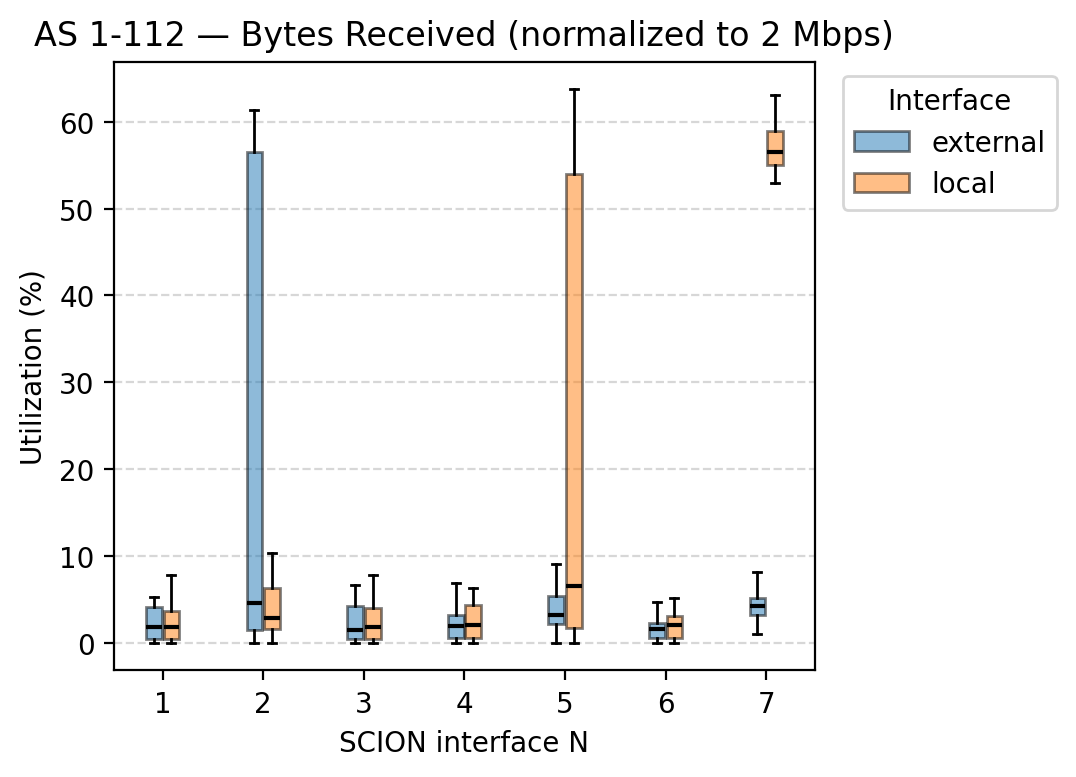 AS 1-112 — Bytes Received (normalized to 2 Mbps)
Interface
external
local
Utilization (%)
60
50
40
30
20
10
0
1 2 3 4 5 6 7
SCION interface N